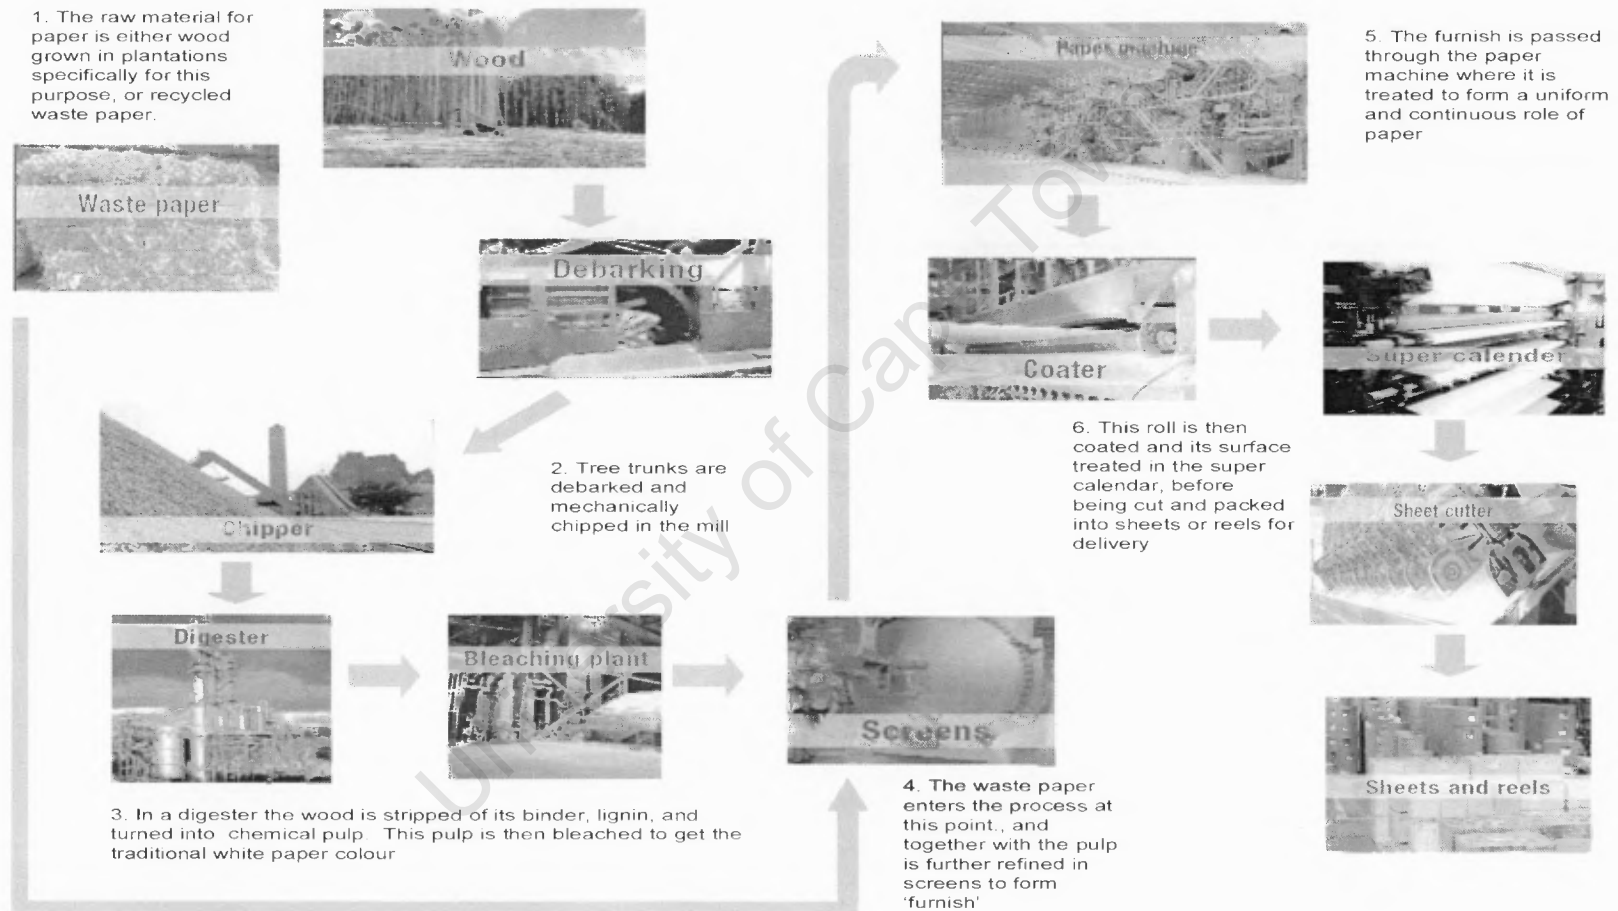 1. The raw material for
paper is either wood
grown in plantations
specifically for this
purpose, or recycled
waste paper.
Wood
Waste paper
Debarking
Chipper
2. Tree trunks are
debarked and
mechanically
chipped in the mill
Digester
Bleaching plant
Screens
3. In a digester the wood is stripped of its binder, lignin, and
turned into chemical pulp. This pulp is then bleached to get the
traditional white paper colour
4. The waste paper
enters the process at
this point., and
together with the pulp
is further refined in
screens to form
'furnish'
Paper machine
5. The furnish is passed
through the paper
machine where it is
treated to form a uniform
and continuous role of
paper
Coater
Super calender
6. This roll is then
coated and its surface
treated in the super
calendar, before
being cut and packed
into sheets or reels for
delivery
Sheet cutter
Sheets and reels
University of Cape Town